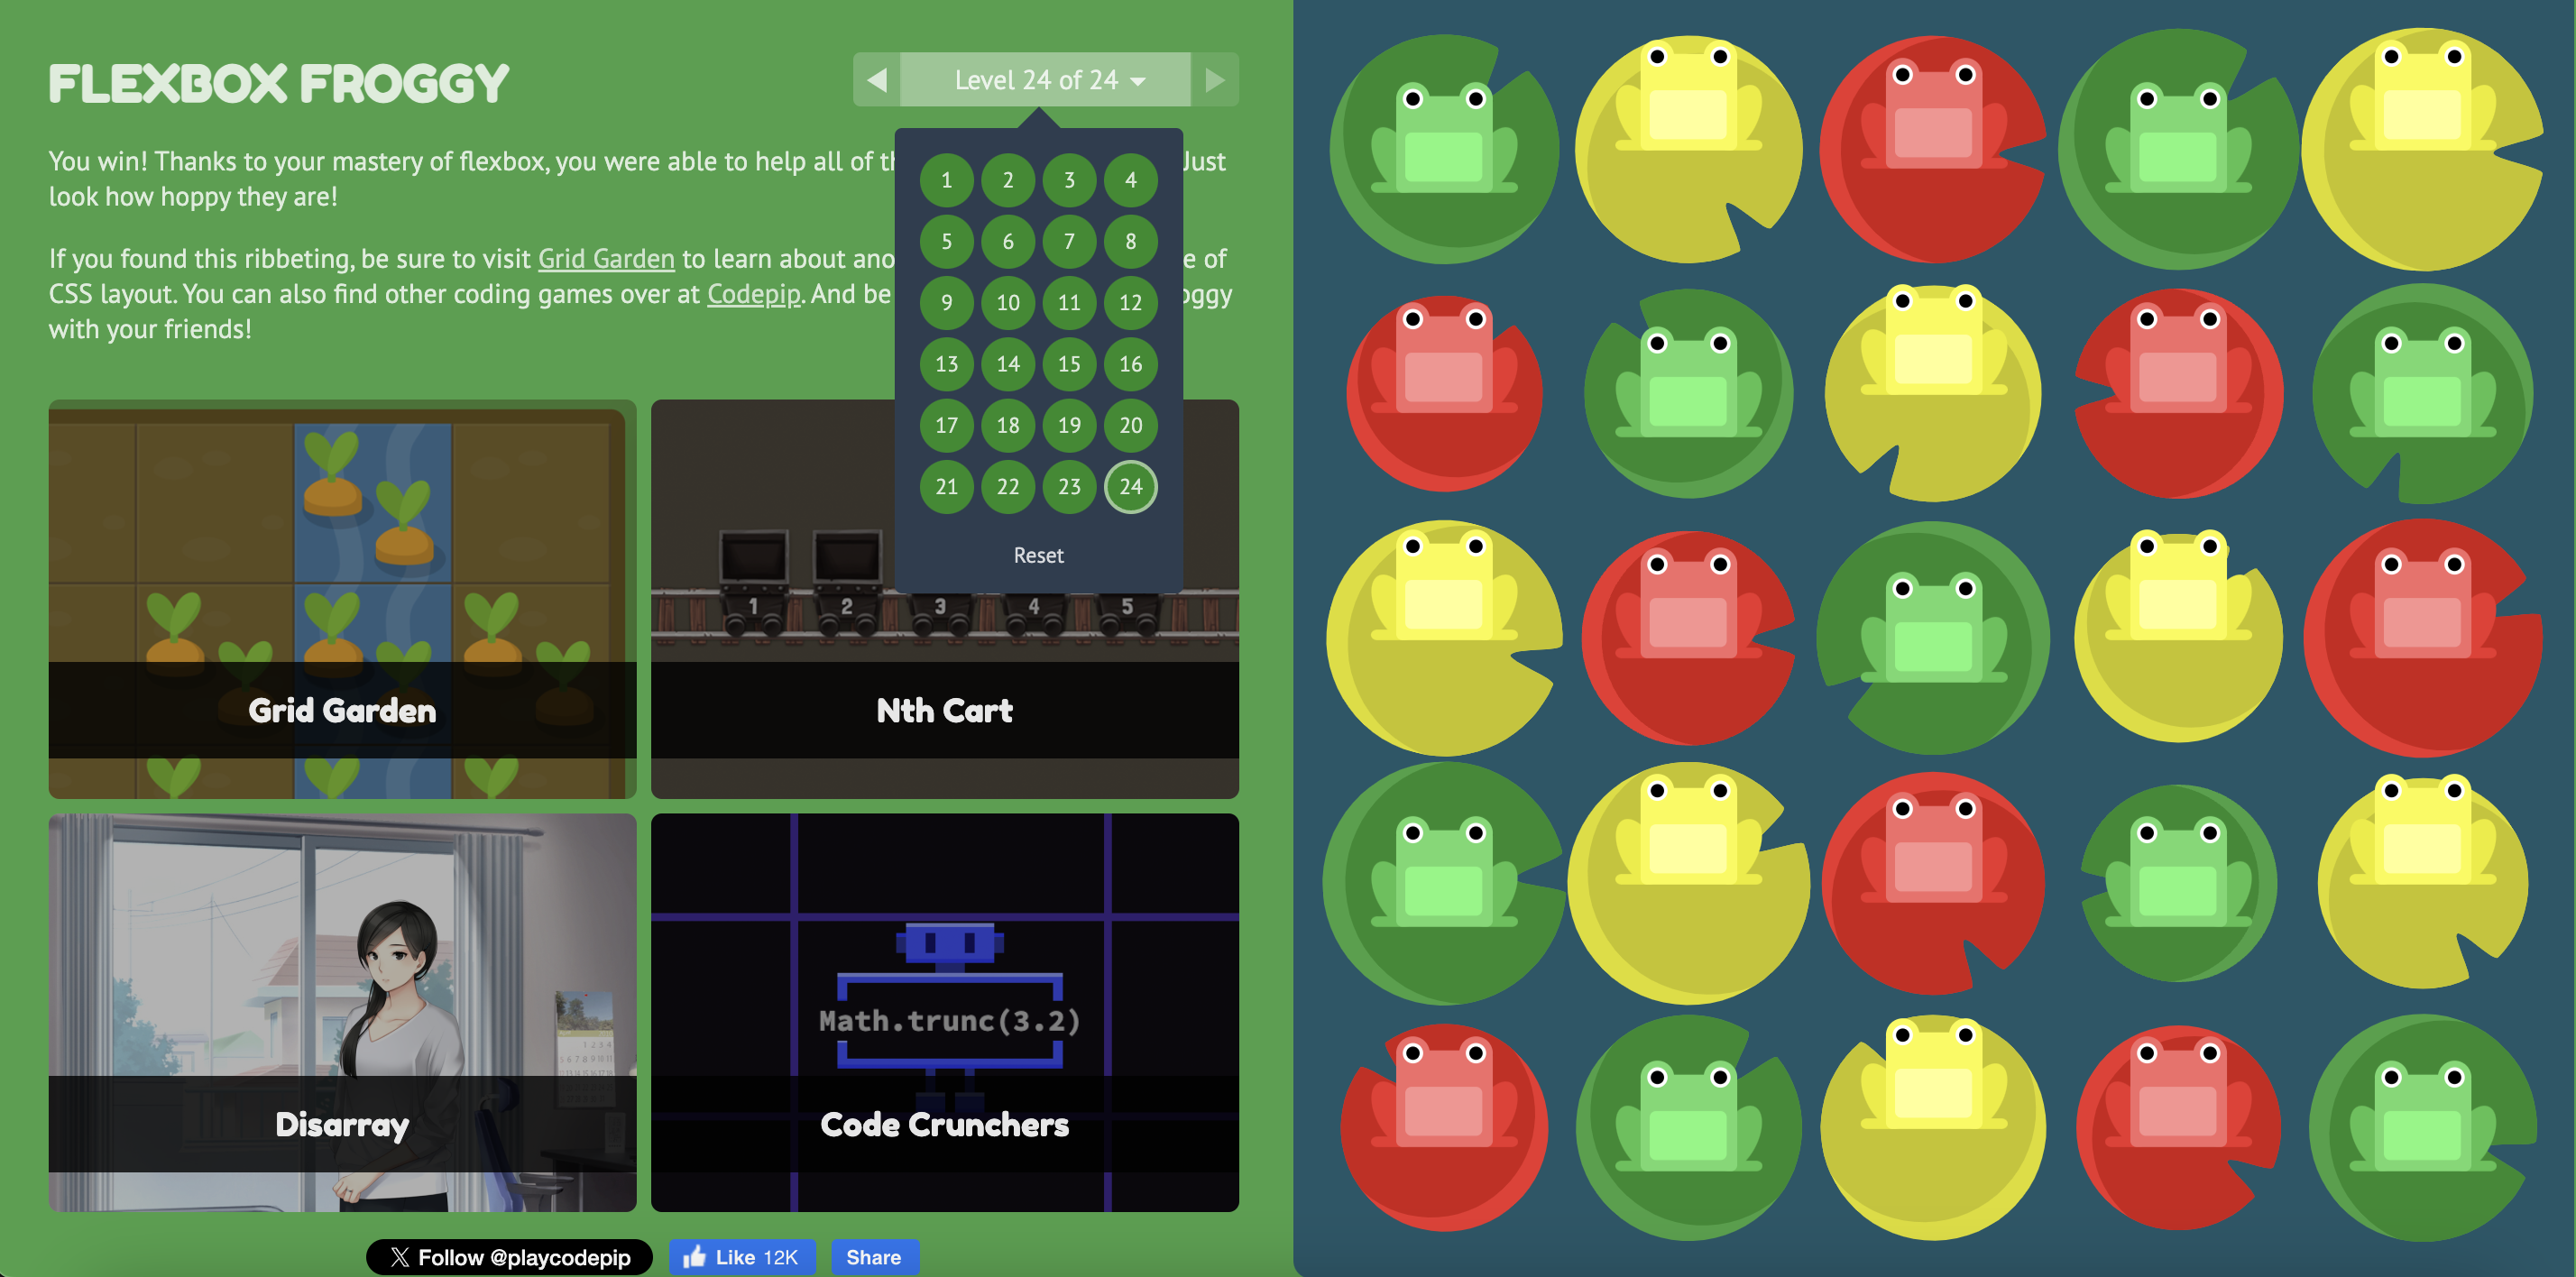 FLEXBOX FROGGY
Level 24 of 24
You win! Thanks to your mastery of flexbox, you were able to help all of Just
look how hoppy they are!
If you found this ribbeting, be sure to visit Grid Garden to learn about of
CSS layout. You can also find other coding games over at Codepip. And be
with your friends!
1 2 3 4
5 6 7 8
9 10 11 12
13 14 15 16
17 18 19 20
21 22 23 24
Reset
1 2 3 4 5
Grid Garden
Nth Cart
Math.trunc(3.2)
Disarray
Code Crunchers
X Follow @playcodepip
Like 12K
Share